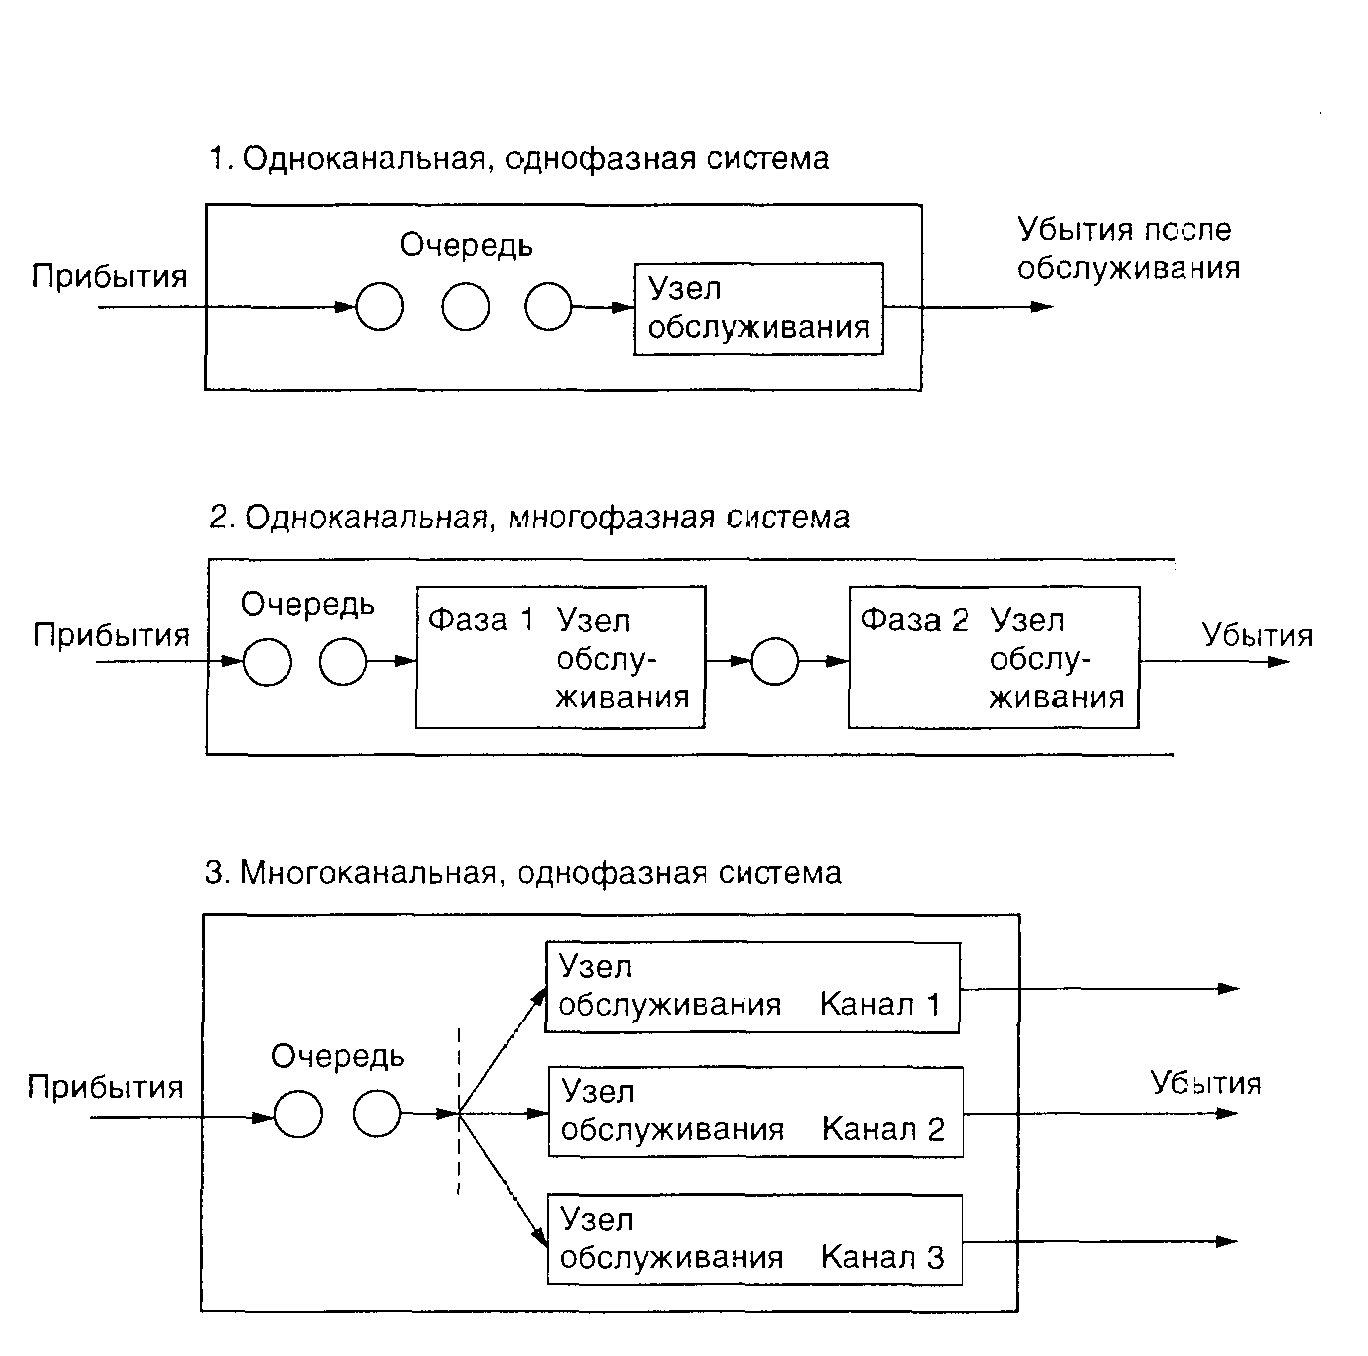 1. Одноканальная, однофазная система
Очередь
Прибытия
Узел
обслуживания
Убытия после
обслуживания
2. Одноканальная, многофазная система
Очередь
Прибытия
Фаза 1 Узел
обслу-
живания
Фаза 2 Узел
обслу-
живания
Убытия
3. Многоканальная, однофазная система
Очередь
Прибытия
Узел
обслуживания Канал 1
Узел
обслуживания Канал 2
Узел
обслуживания Канал 3
Убытия